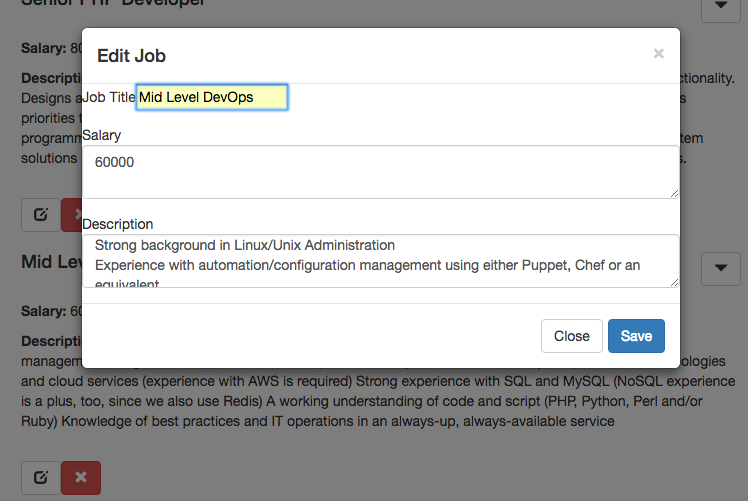 Senior PHP Developer
Salary: 80
Edit Job
×
Descripti
ctionality.
Job Title Mid Level DevOps
Designs a
s
priorities t
Salary
programm
tem
60000
solutions
s.
Description
Strong background in Linux/Unix Administration
Experience with automation/configuration management using either Puppet, Chef or an
equivalent
Mid Lev
Salary: 60
Close
Save
Descripti
management
ologies
and cloud services (experience with AWS is required) Strong experience with SQL and MySQL (NoSQL experience
is a plus, too, since we also use Redis) A working understanding of code and script (PHP, Python, Perl and/or
Ruby) Knowledge of best practices and IT operations in an always-up, always-available service